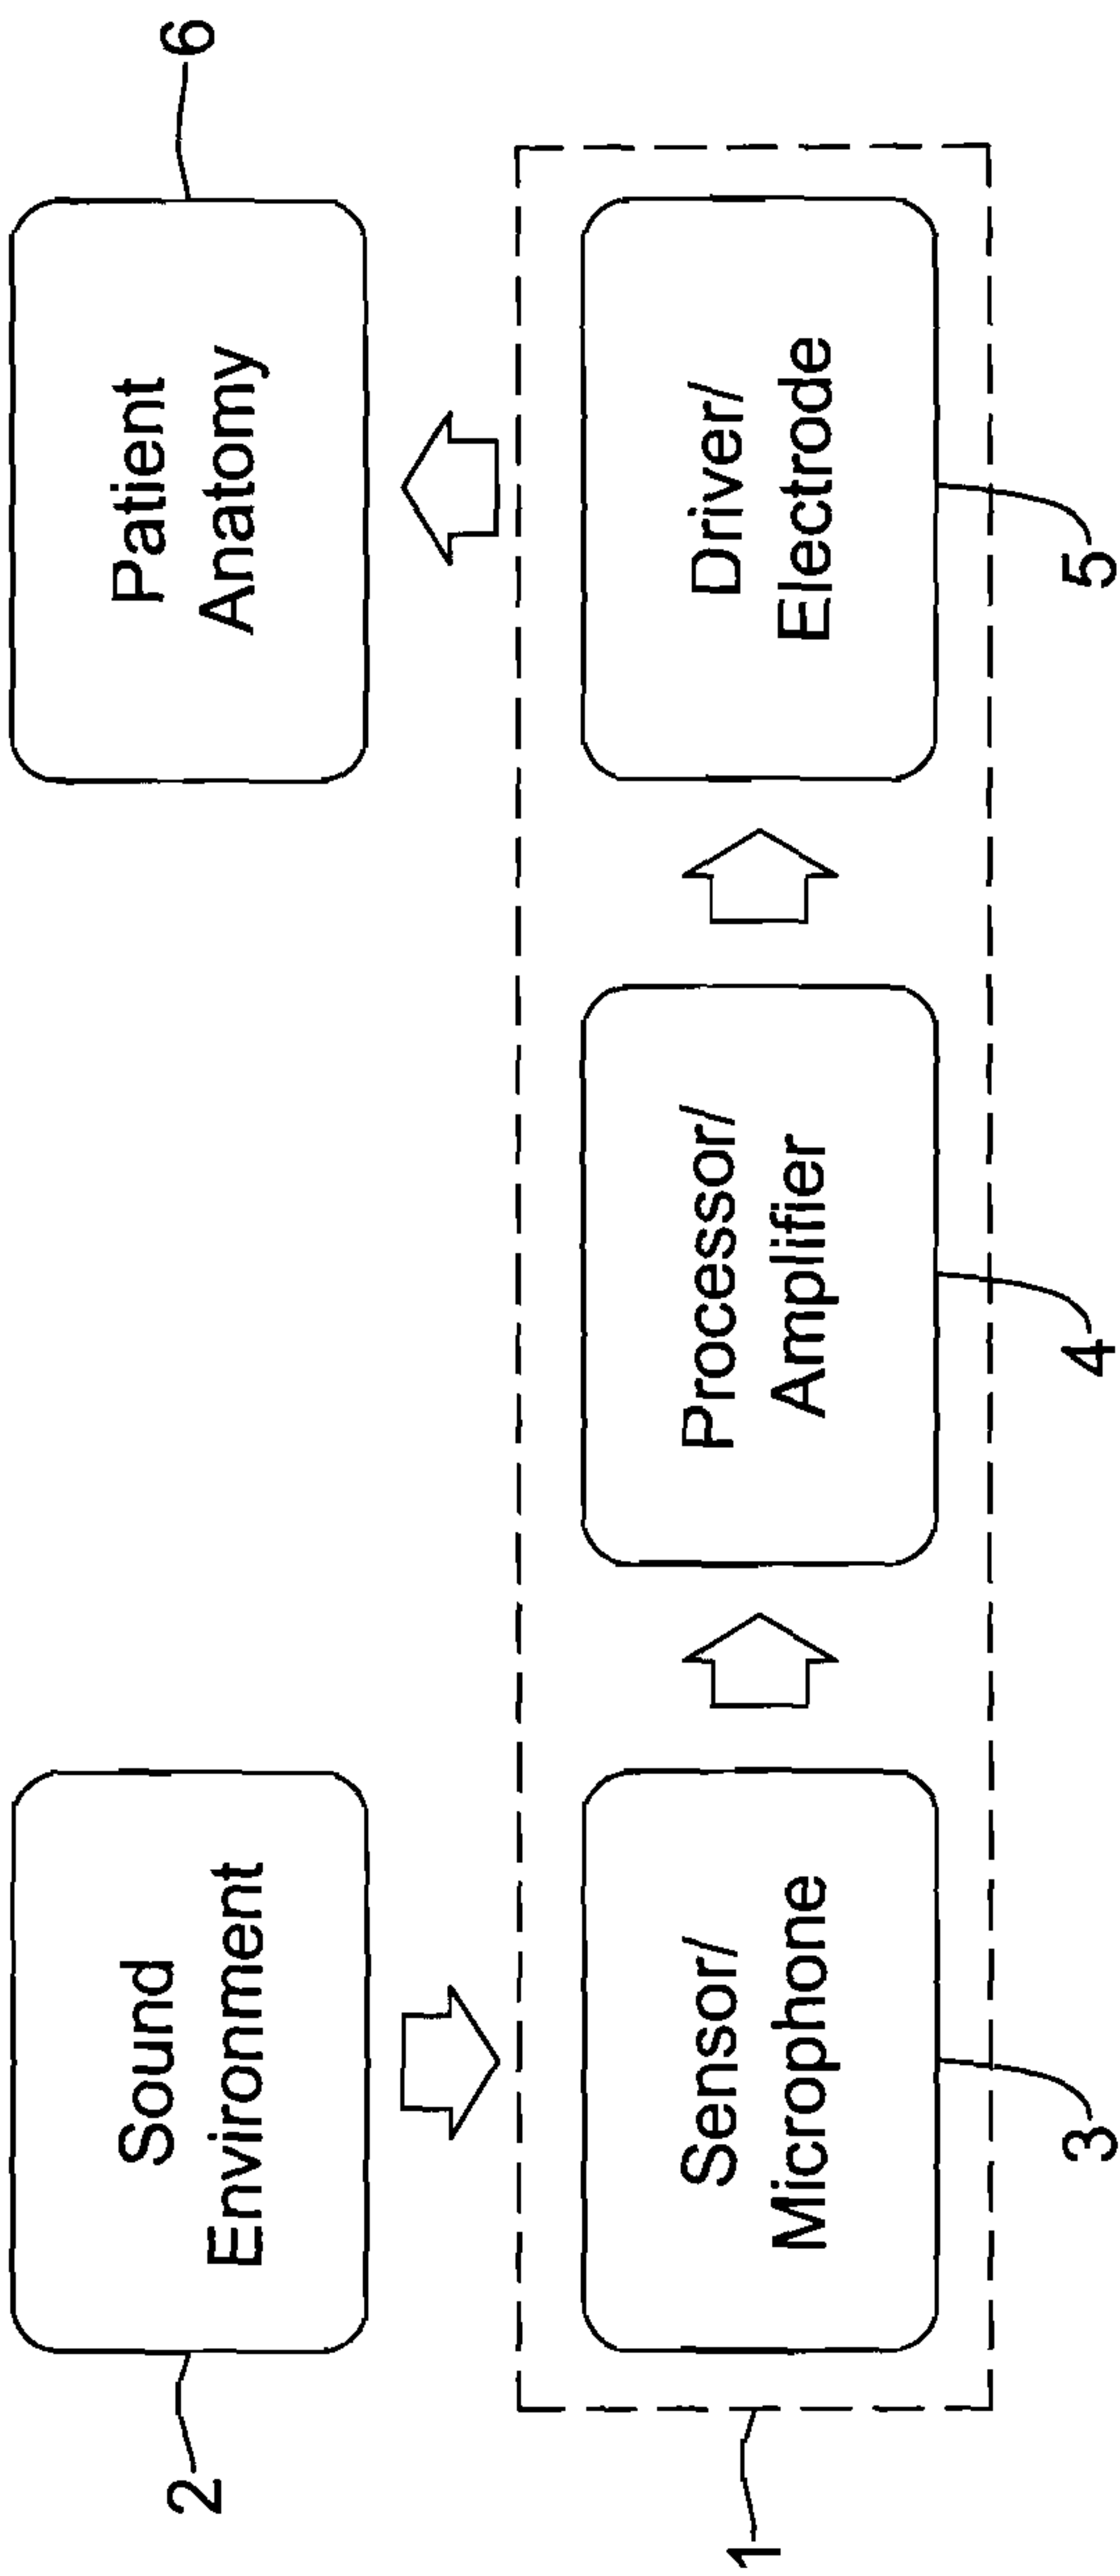 2
Sound
Environment
Patient
Anatomy
6
1
Sensor/
Microphone
Processor/
Amplifier
Driver/
Electrode
3
4
5